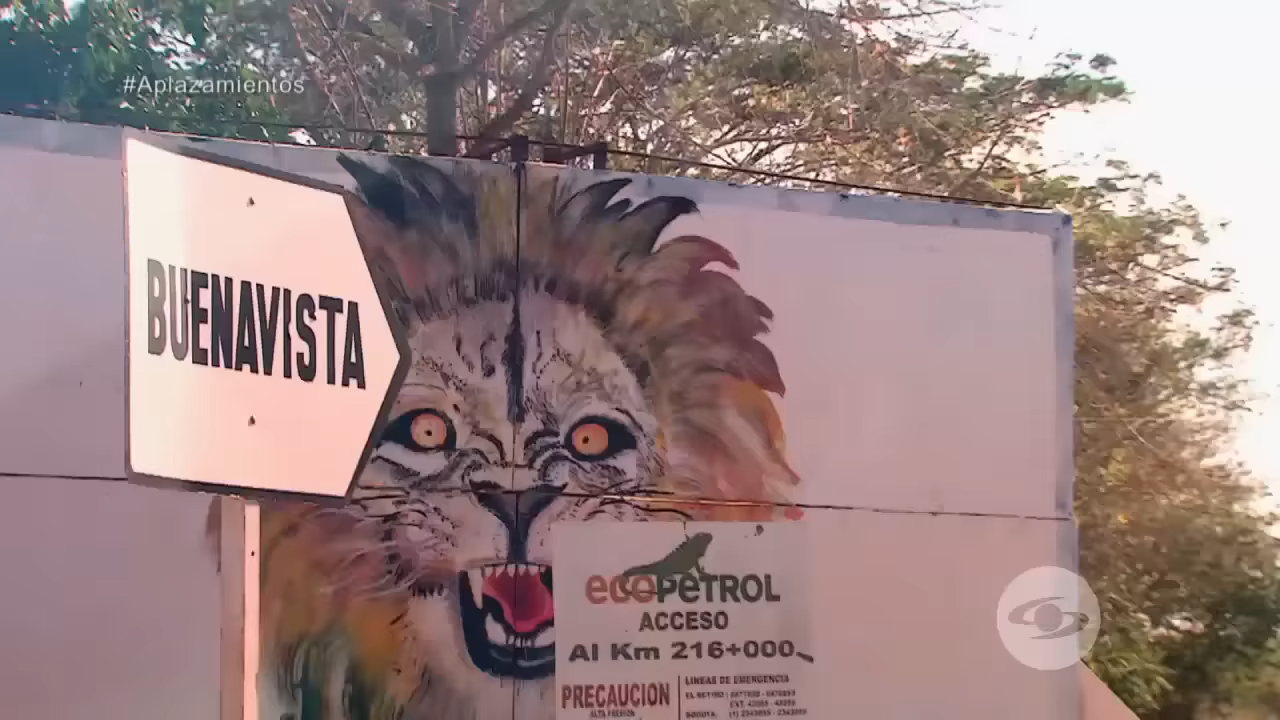 #Aplazamientos
BUENAVISTA
ecoPETROL
ACCESO
Al Km 216+000
PRECAUCION
ALTA PRESION
LINEAS DE EMERGENCIA